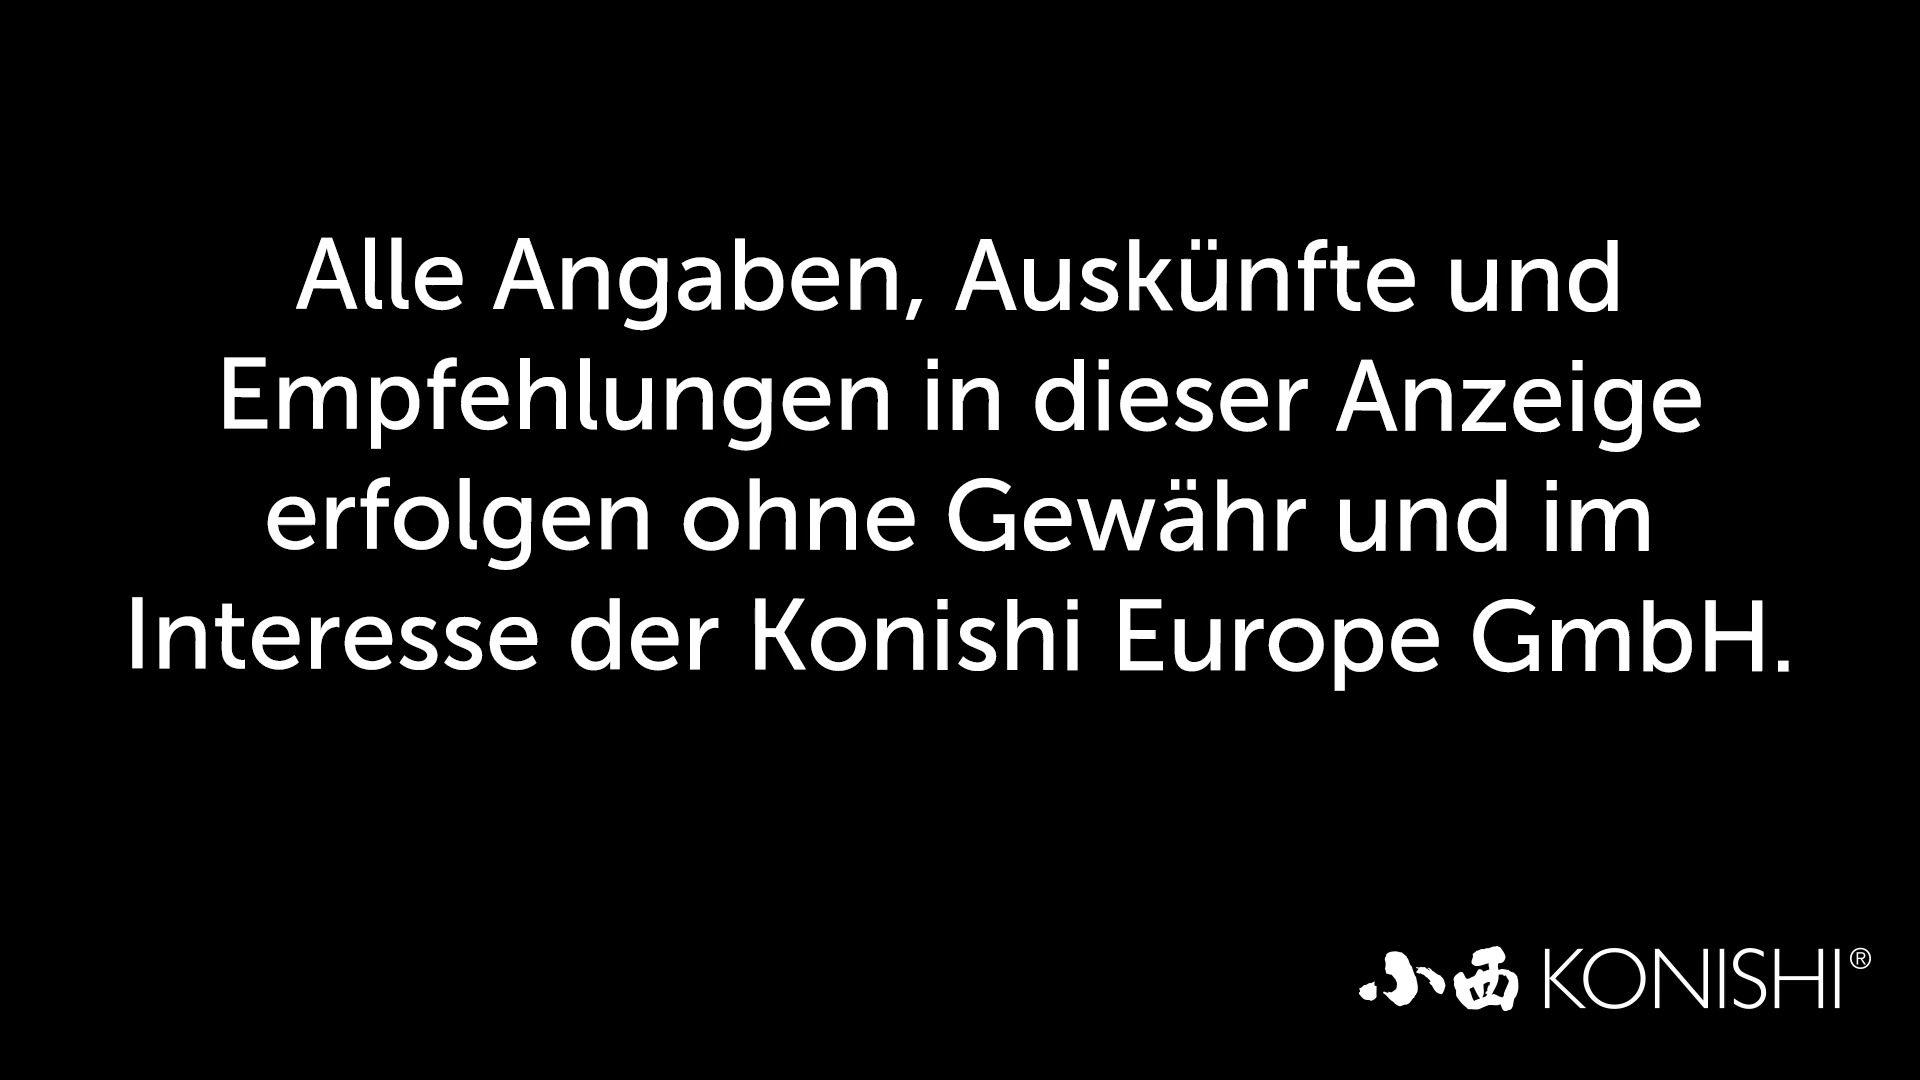 Alle Angaben, Auskünfte und
Empfehlungen in dieser Anzeige
erfolgen ohne Gewähr und im
Interesse der Konishi Europe GmbH.
小西 KONISHI®